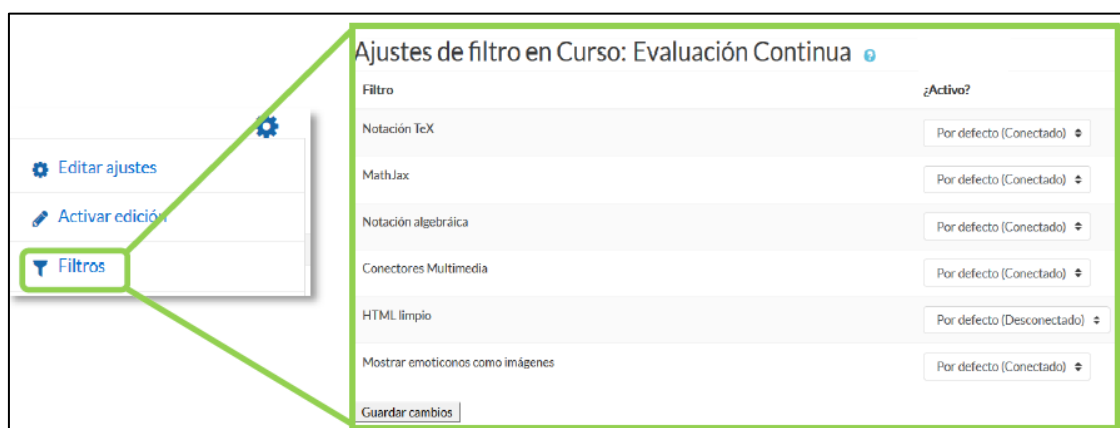 Editar ajustes
Activar edición
Filtros
Ajustes de filtro en Curso: Evaluación Continua
Filtro ¿Activo?
Notación TeX Por defecto (Conectado)
MathJax Por defecto (Conectado)
Notación algebráica Por defecto (Conectado)
Conectores Multimedia Por defecto (Conectado)
HTML limpio Por defecto (Desconectado)
Mostrar emoticonos como imágenes Por defecto (Conectado)
Guardar cambios